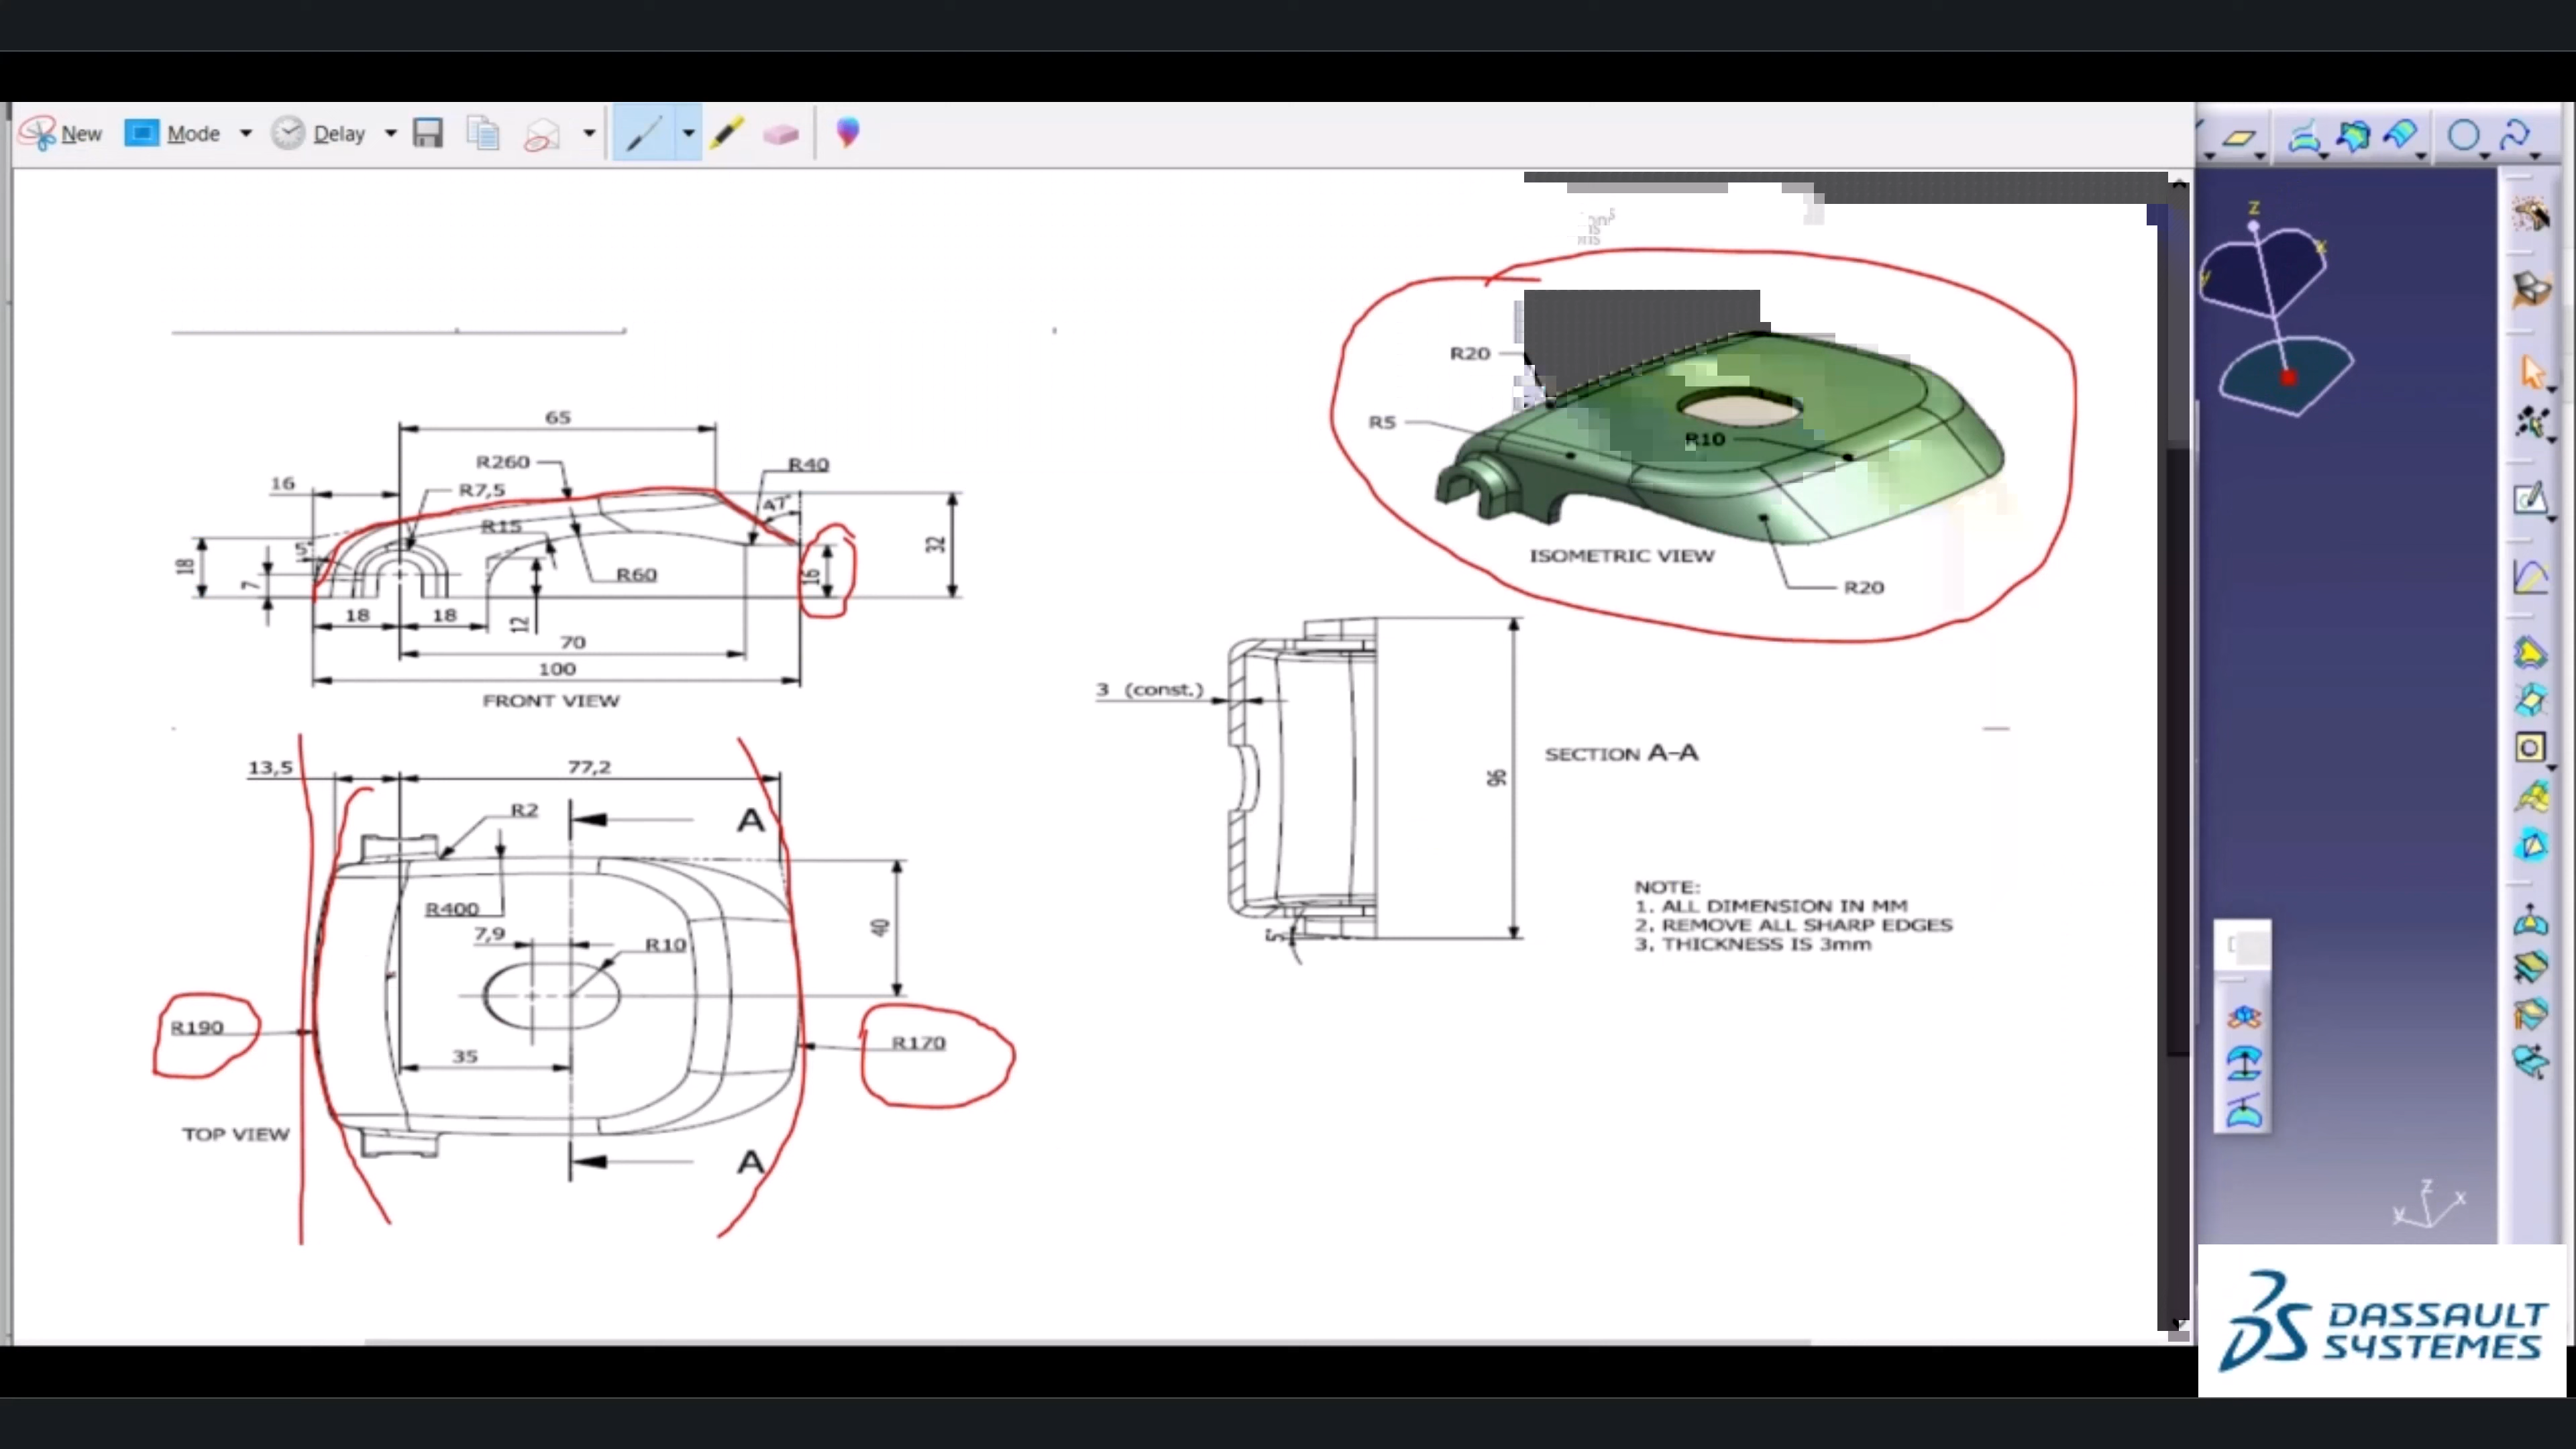 New
Mode
Delay
65
R260
R40
16
R7,5
47°
R15
5°
18
7
R60
16
32
18
18
12
70
100
FRONT VIEW
R20
R5
R10
ISOMETRIC VIEW
R20
3 (const.)
SECTION A-A
96
5°
13,5
77,2
R2
A
R400
7,9
R10
40
R190
R170
35
TOP VIEW
A
NOTE:
1. ALL DIMENSION IN MM
2. REMOVE ALL SHARP EDGES
3, THICKNESS IS 3mm
z
x
y
z
x
y
DASSAULT
SYSTEMES